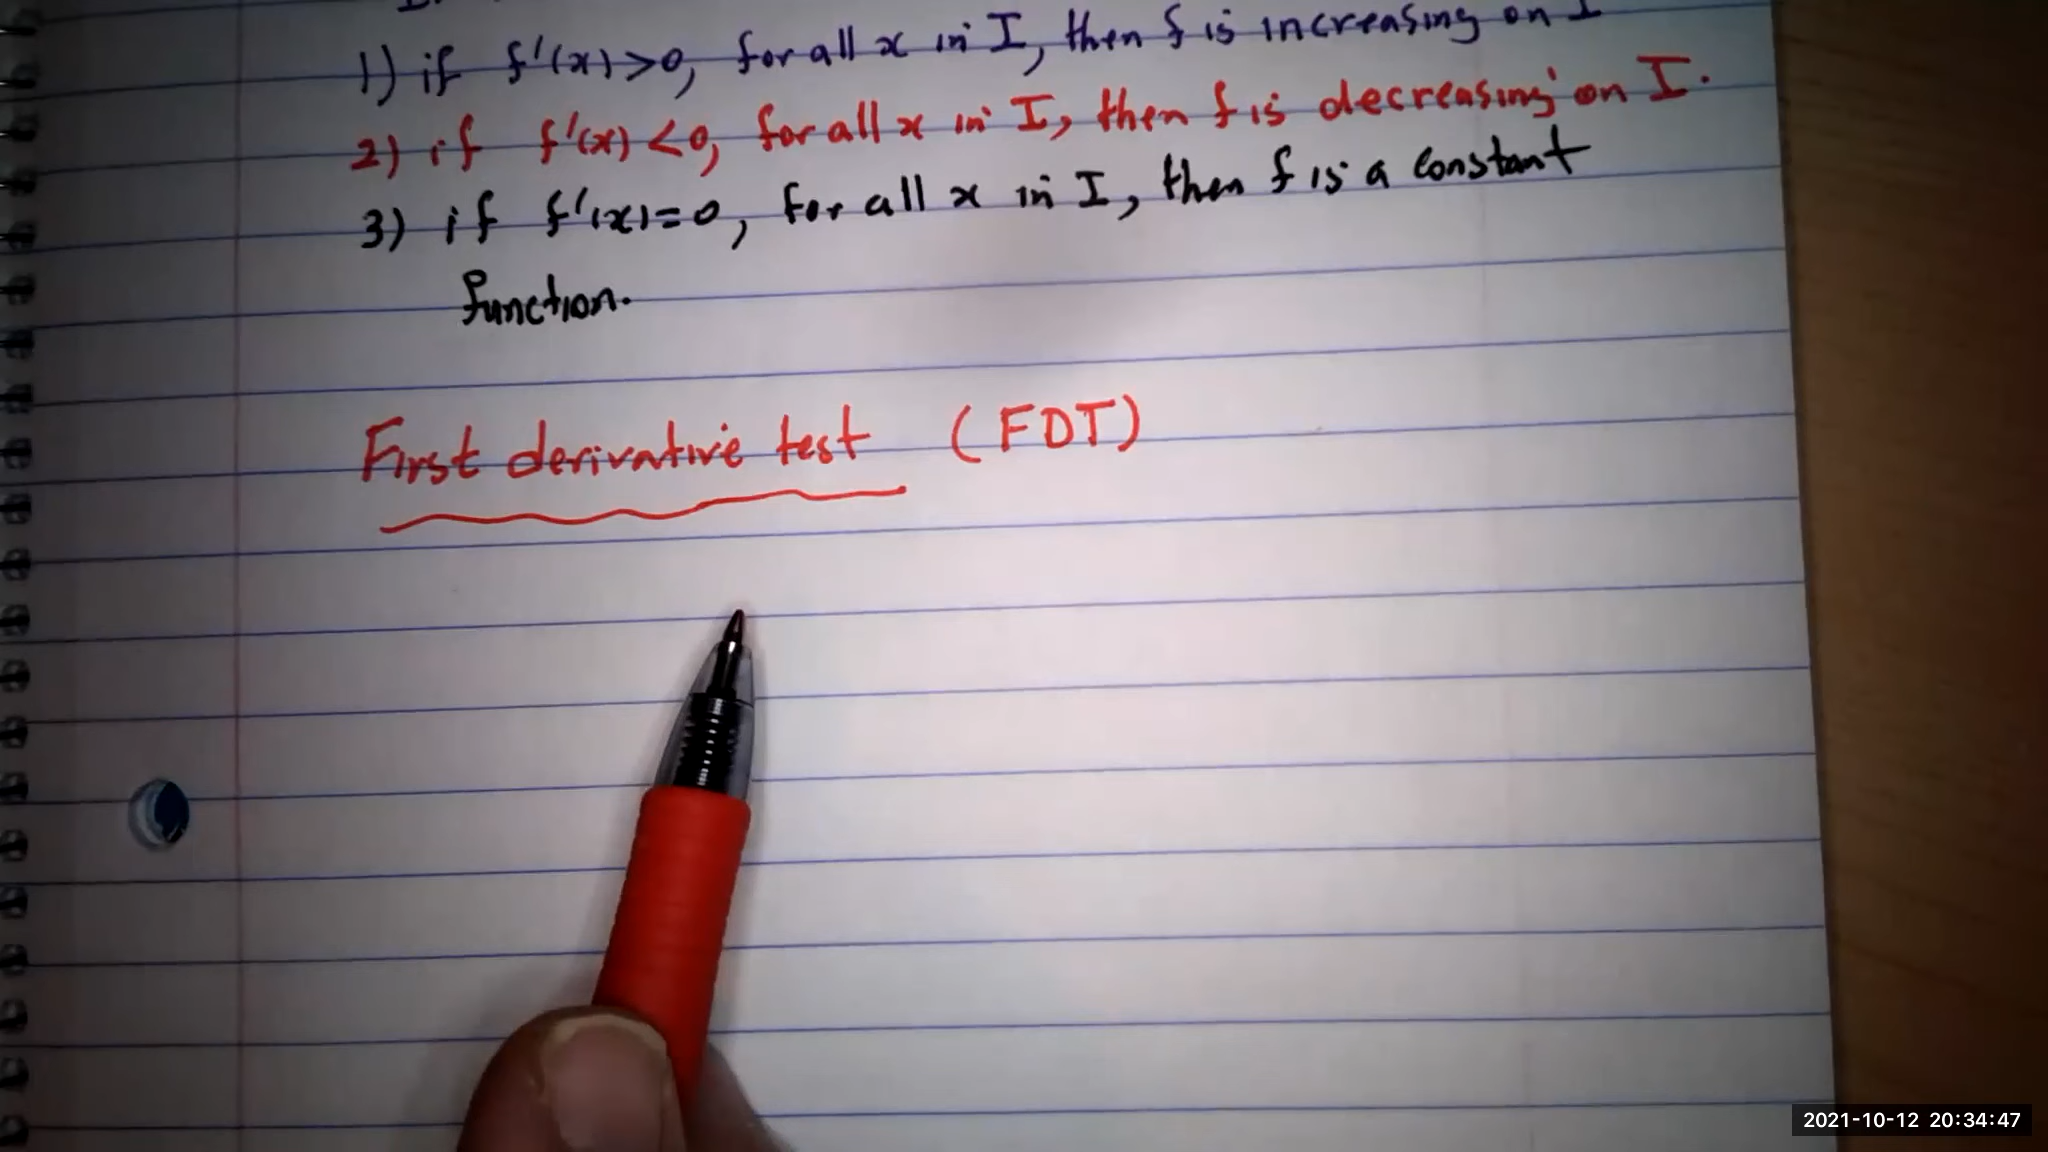 1) if f'(x)>0, for all x in I, then f is increasing on I
2) if f'(x) <0, for all x in I, then f is decreasing on I.
3) if f'(x)=0, for all x in I, then f is a constant
function.
First derivative test (FDT)
2021-10-12 20:34:47